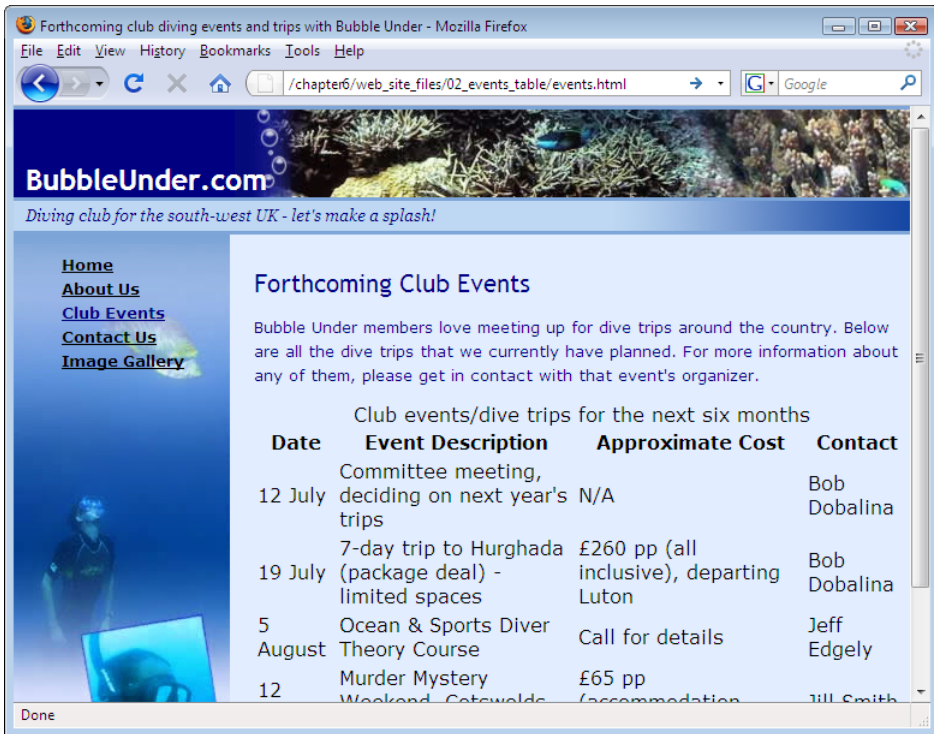 Forthcoming club diving events and trips with Bubble Under - Mozilla Firefox
File Edit View History Bookmarks Tools Help
/chapter6/web_site_files/02_events_table/events.html
G Google
BubbleUnder.com
Diving club for the south-west UK - let's make a splash!
Home
About Us
Club Events
Contact Us
Image Gallery
Forthcoming Club Events
Bubble Under members love meeting up for dive trips around the country. Below
are all the dive trips that we currently have planned. For more information about
any of them, please get in contact with that event's organizer.
Club events/dive trips for the next six months
Date Event Description Approximate Cost Contact
12 July Committee meeting, deciding on next year's trips N/A Bob Dobalina
19 July 7-day trip to Hurghada (package deal) - limited spaces £260 pp (all inclusive), departing Luton Bob Dobalina
5 August Ocean & Sports Diver Theory Course Call for details Jeff Edgely
12 Murder Mystery Weekend, Cotswolds £65 pp (accommodation Jill Smith
Done